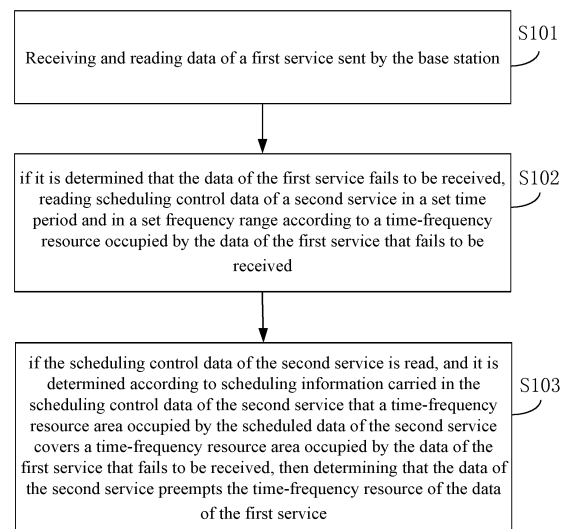 S101
Receiving and reading data of a first service sent by the base station
S102
if it is determined that the data of the first service fails to be received,
reading scheduling control data of a second service in a set time
period and in a set frequency range according to a time-frequency
resource occupied by the data of the first service that fails to be
received
S103
if the scheduling control data of the second service is read, and it is
determined according to scheduling information carried in the
scheduling control data of the second service that a time-frequency
resource area occupied by the scheduled data of the second service
covers a time-frequency resource area occupied by the data of the
first service that fails to be received, then determining that the data of
the second service preempts the time-frequency resource of the data
of the first service